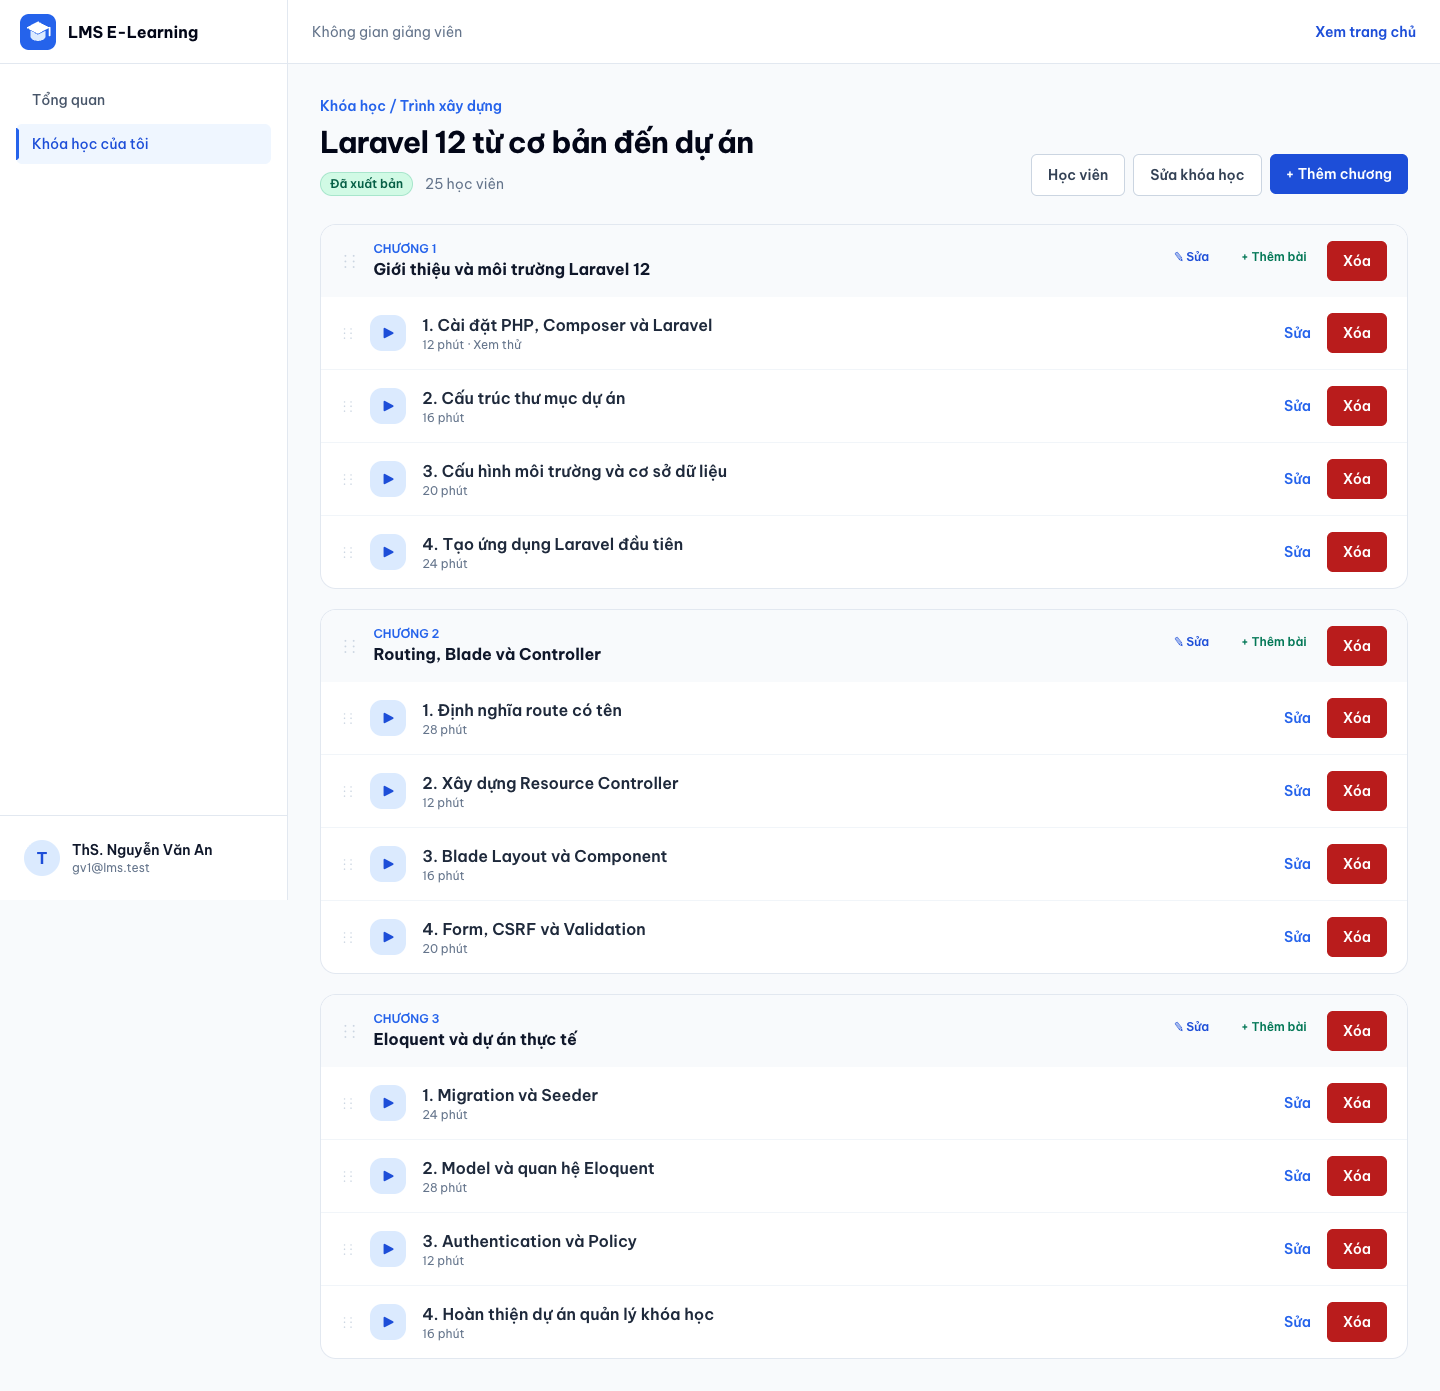 LMS E-Learning
Không gian giảng viên
Xem trang chủ
Tổng quan
Khóa học của tôi
Khóa học / Trình xây dựng
Laravel 12 từ cơ bản đến dự án
Đã xuất bản
25 học viên
Học viên
Sửa khóa học
+ Thêm chương
CHƯƠNG 1
Giới thiệu và môi trường Laravel 12
✎ Sửa
+ Thêm bài
Xóa
1. Cài đặt PHP, Composer và Laravel
12 phút · Xem thử
Sửa
Xóa
2. Cấu trúc thư mục dự án
16 phút
Sửa
Xóa
3. Cấu hình môi trường và cơ sở dữ liệu
20 phút
Sửa
Xóa
4. Tạo ứng dụng Laravel đầu tiên
24 phút
Sửa
Xóa
CHƯƠNG 2
Routing, Blade và Controller
✎ Sửa
+ Thêm bài
Xóa
1. Định nghĩa route có tên
28 phút
Sửa
Xóa
2. Xây dựng Resource Controller
12 phút
Sửa
Xóa
3. Blade Layout và Component
16 phút
Sửa
Xóa
4. Form, CSRF và Validation
20 phút
Sửa
Xóa
CHƯƠNG 3
Eloquent và dự án thực tế
✎ Sửa
+ Thêm bài
Xóa
1. Migration và Seeder
24 phút
Sửa
Xóa
2. Model và quan hệ Eloquent
28 phút
Sửa
Xóa
3. Authentication và Policy
12 phút
Sửa
Xóa
4. Hoàn thiện dự án quản lý khóa học
16 phút
Sửa
Xóa
T
ThS. Nguyễn Văn An
gv1@lms.test